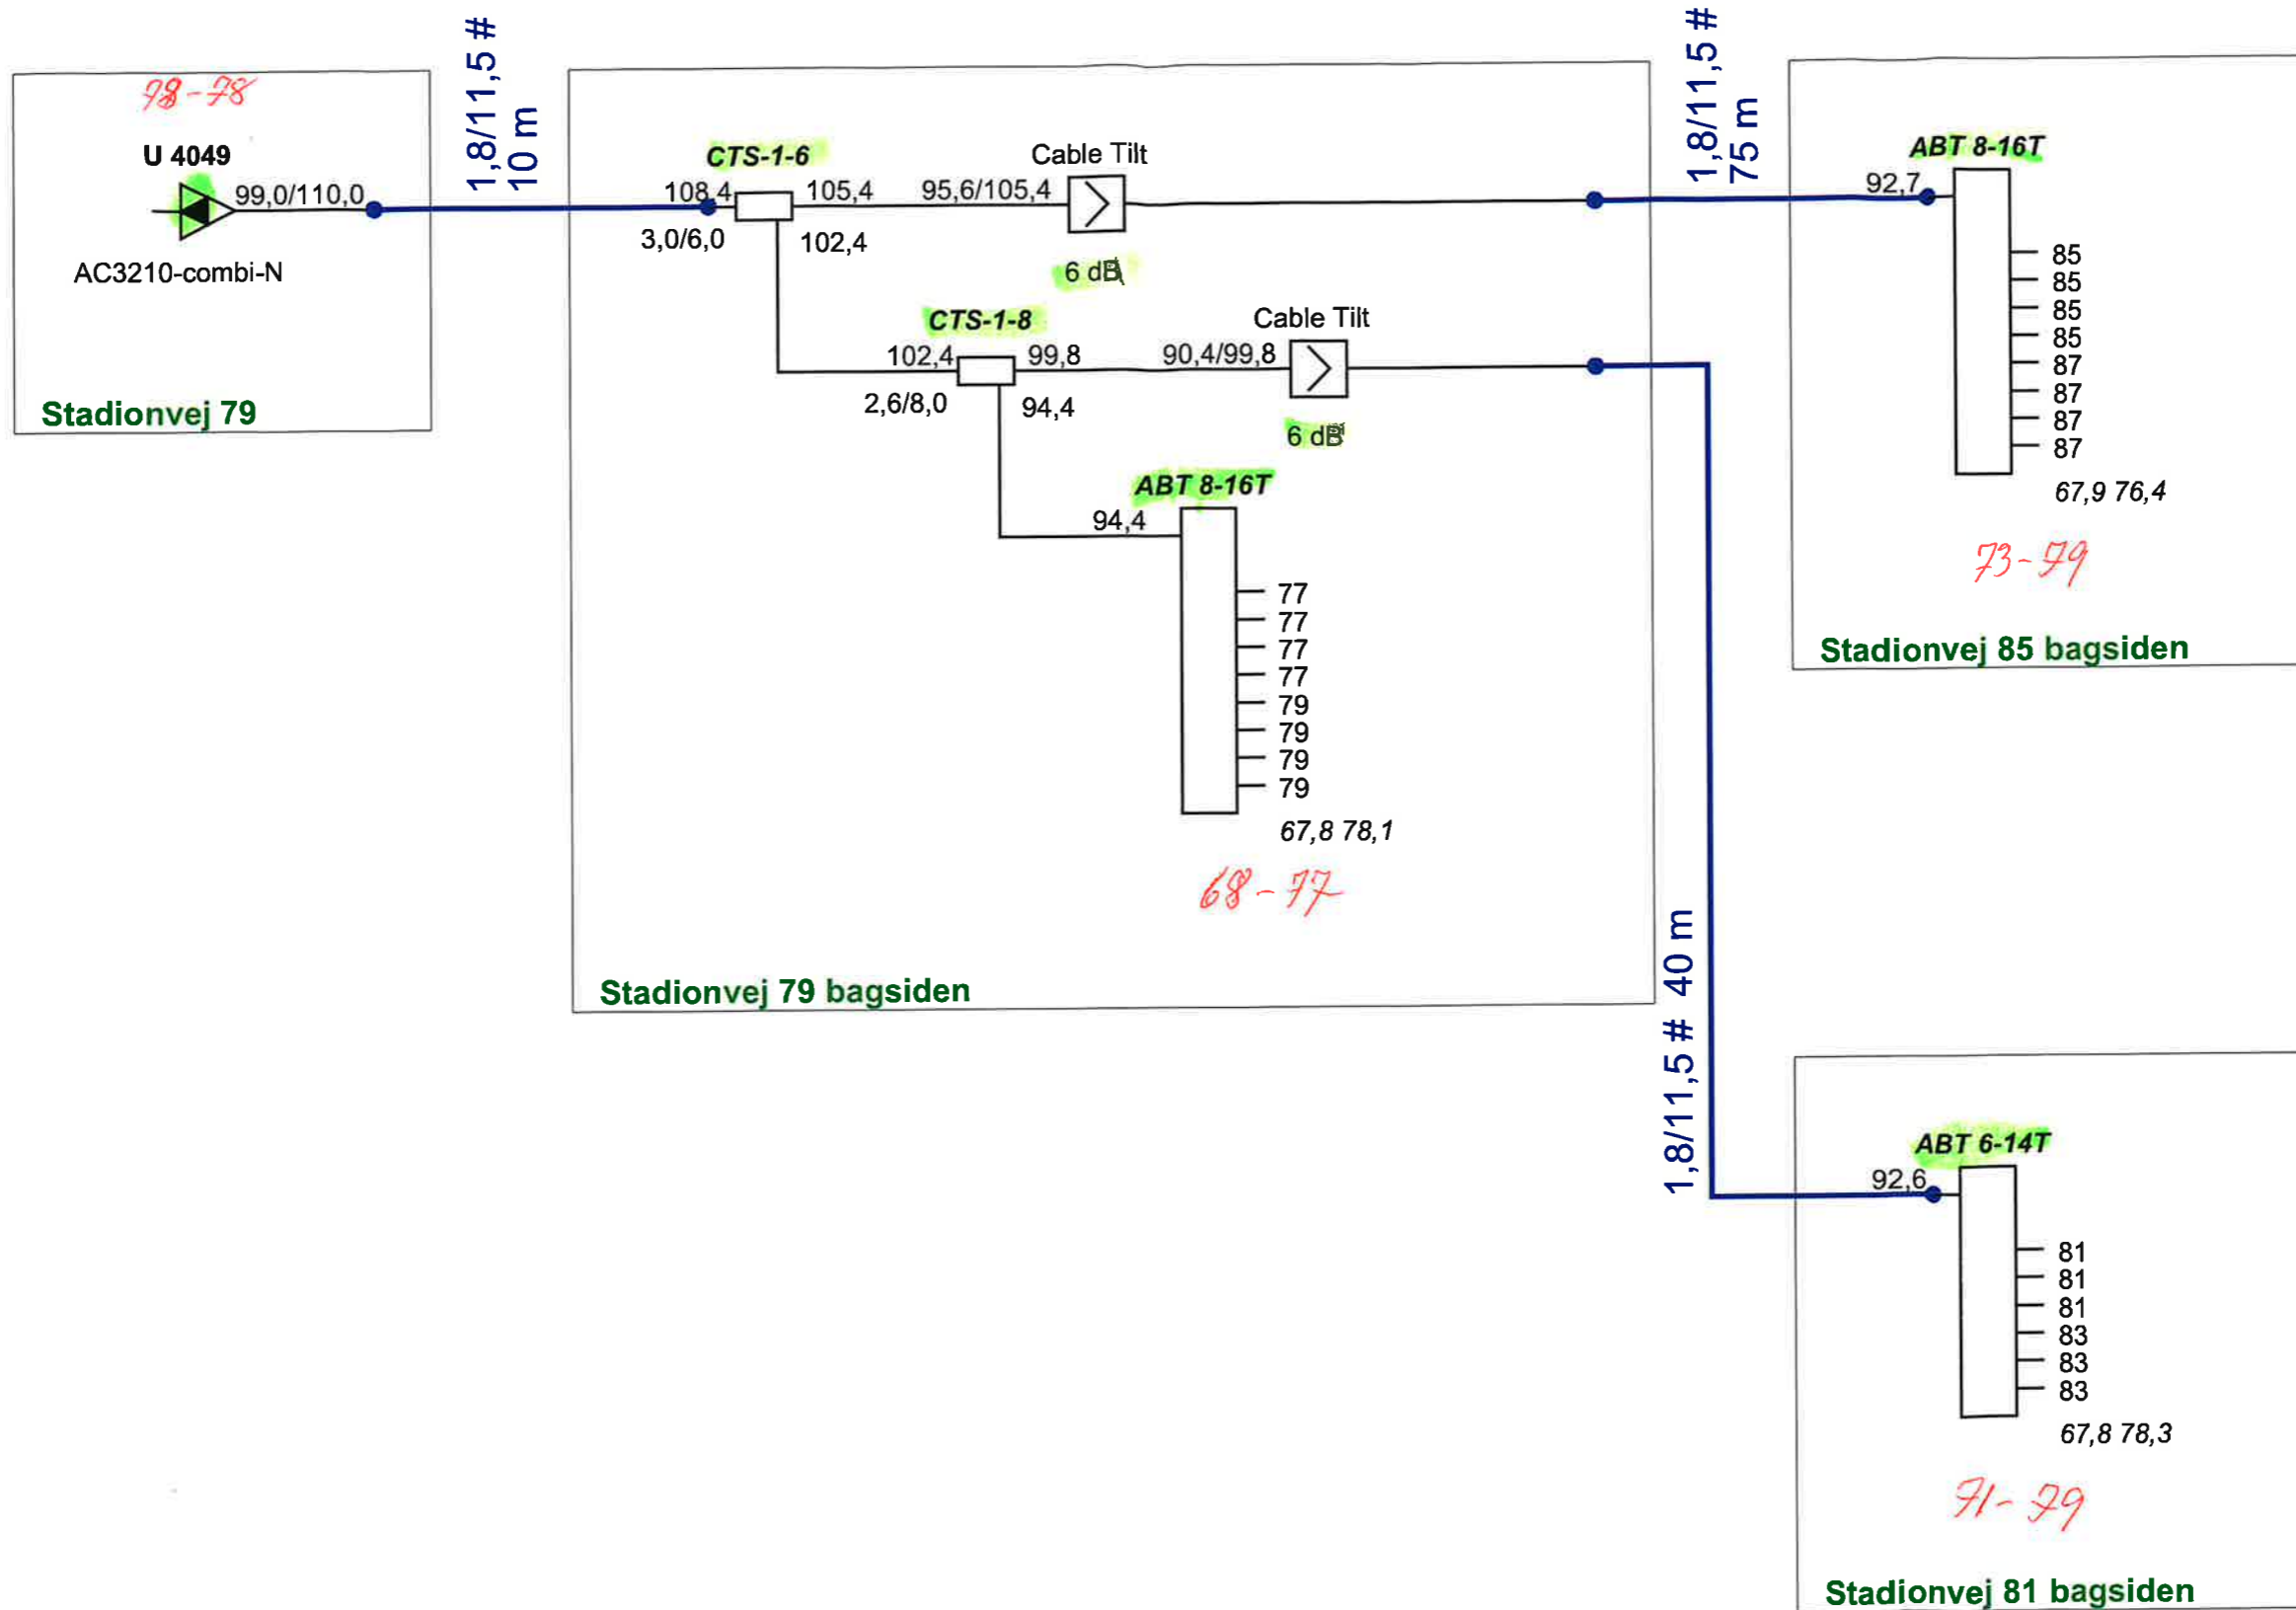 78-78
U 4049
99,0/110,0
AC3210-combi-N
Stadionvej 79
1,8/11,5 #
10 m
CTS-1-6
108,4
105,4
3,0/6,0
102,4
95,6/105,4
Cable Tilt
6 dB
CTS-1-8
102,4
99,8
2,6/8,0
94,4
90,4/99,8
Cable Tilt
6 dB
ABT 8-16T
94,4
77
77
77
77
79
79
79
79
67,8 78,1
68-77
Stadionvej 79 bagsiden
1,8/11,5 #
75 m
ABT 8-16T
92,7
85
85
85
85
87
87
87
87
67,9 76,4
73-79
Stadionvej 85 bagsiden
1,8/11,5 # 40 m
ABT 6-14T
92,6
81
81
81
83
83
83
67,8 78,3
71-79
Stadionvej 81 bagsiden